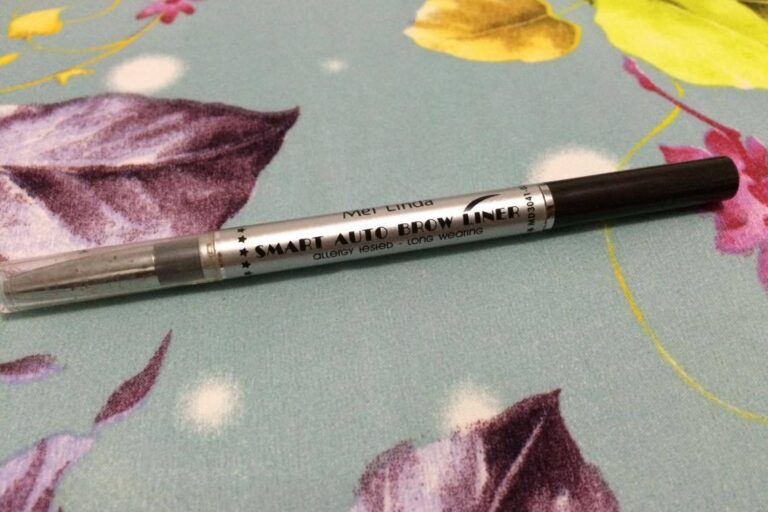 Mei Linda
SMART AUTO BROW LINER
allergy tested - long wearing